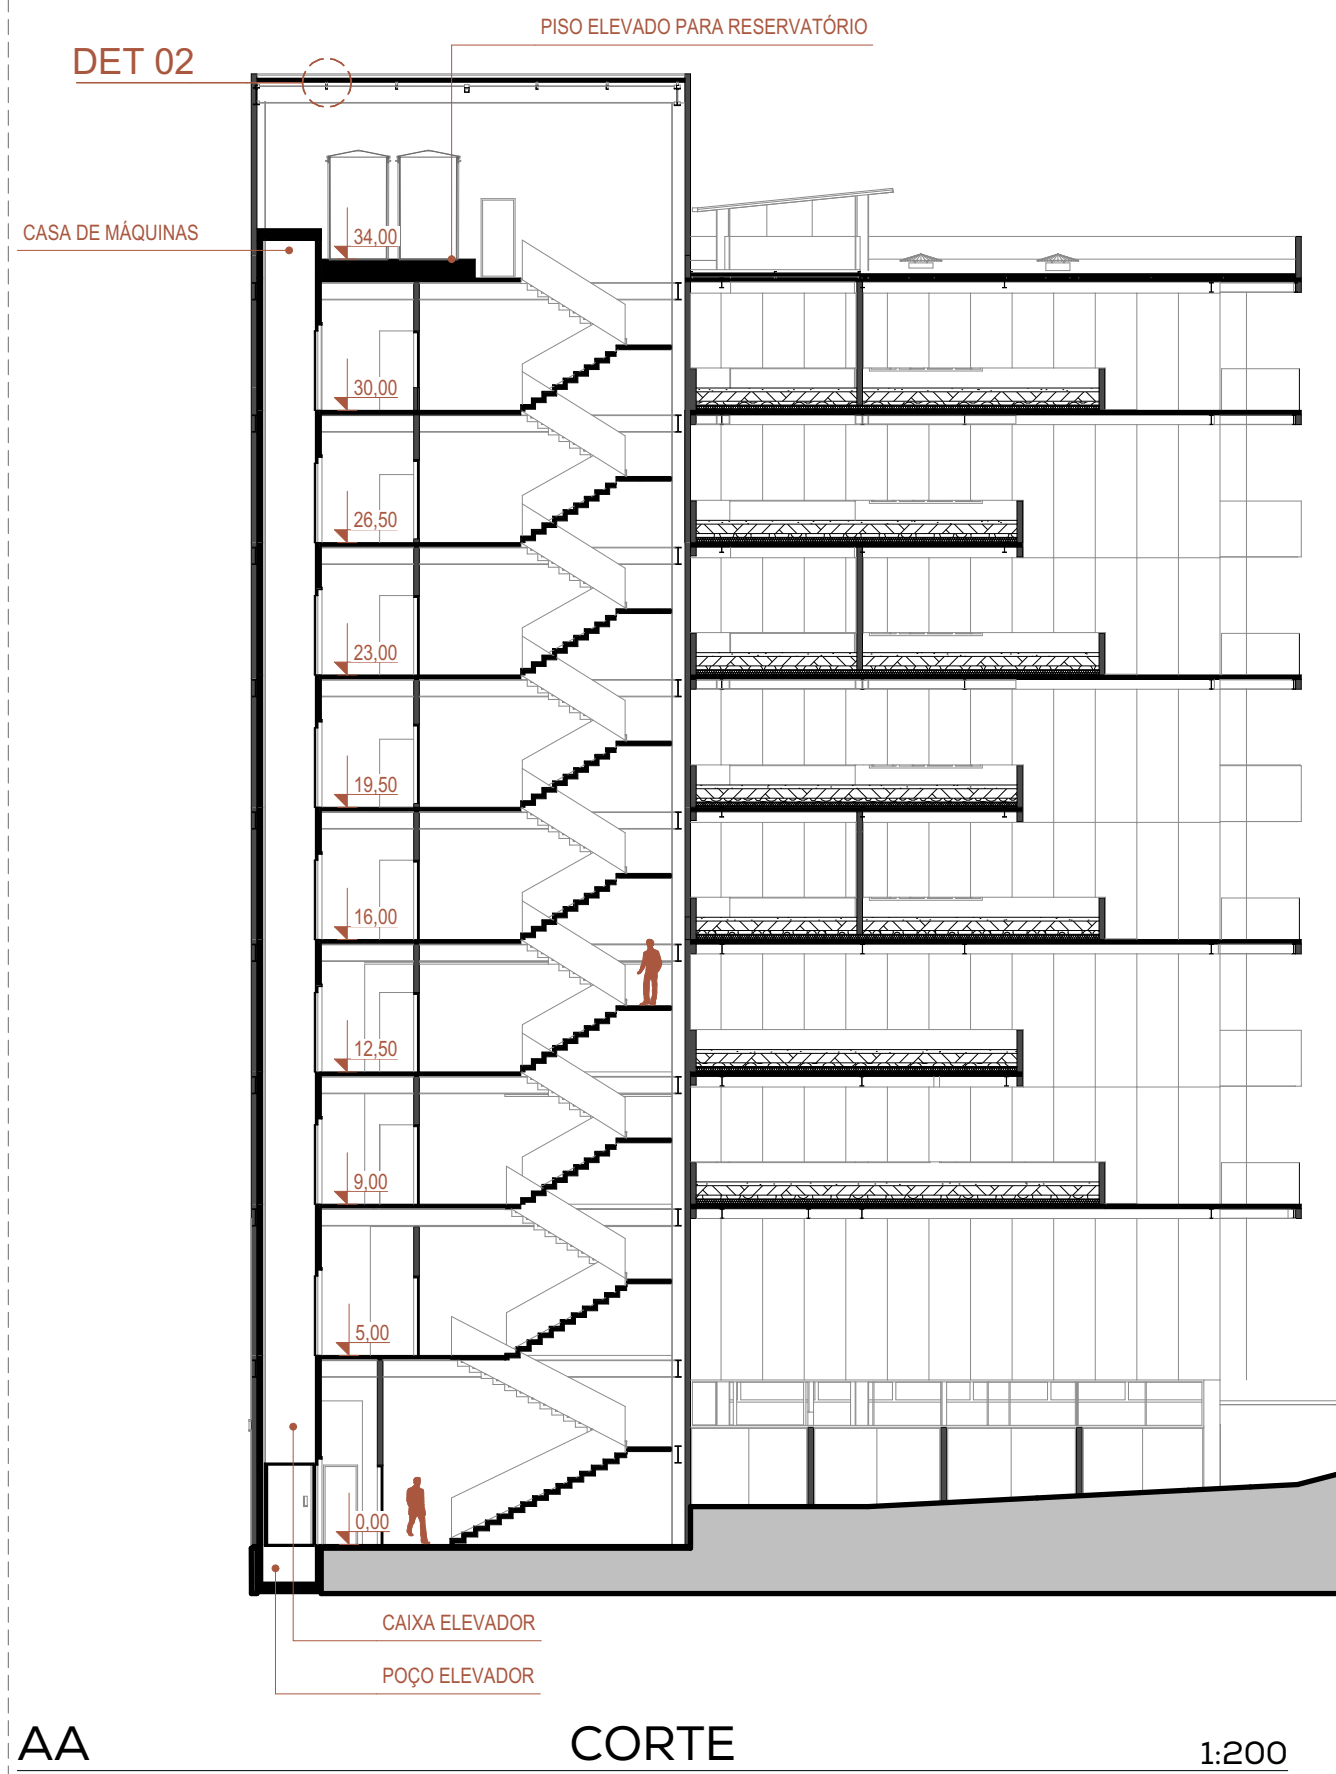 PISO ELEVADO PARA RESERVATÓRIO
DET 02
CASA DE MÁQUINAS
34,00
30,00
26,50
23,00
19,50
16,00
12,50
9,00
5,00
0,00
CAIXA ELEVADOR
POÇO ELEVADOR
AA
CORTE
1:200